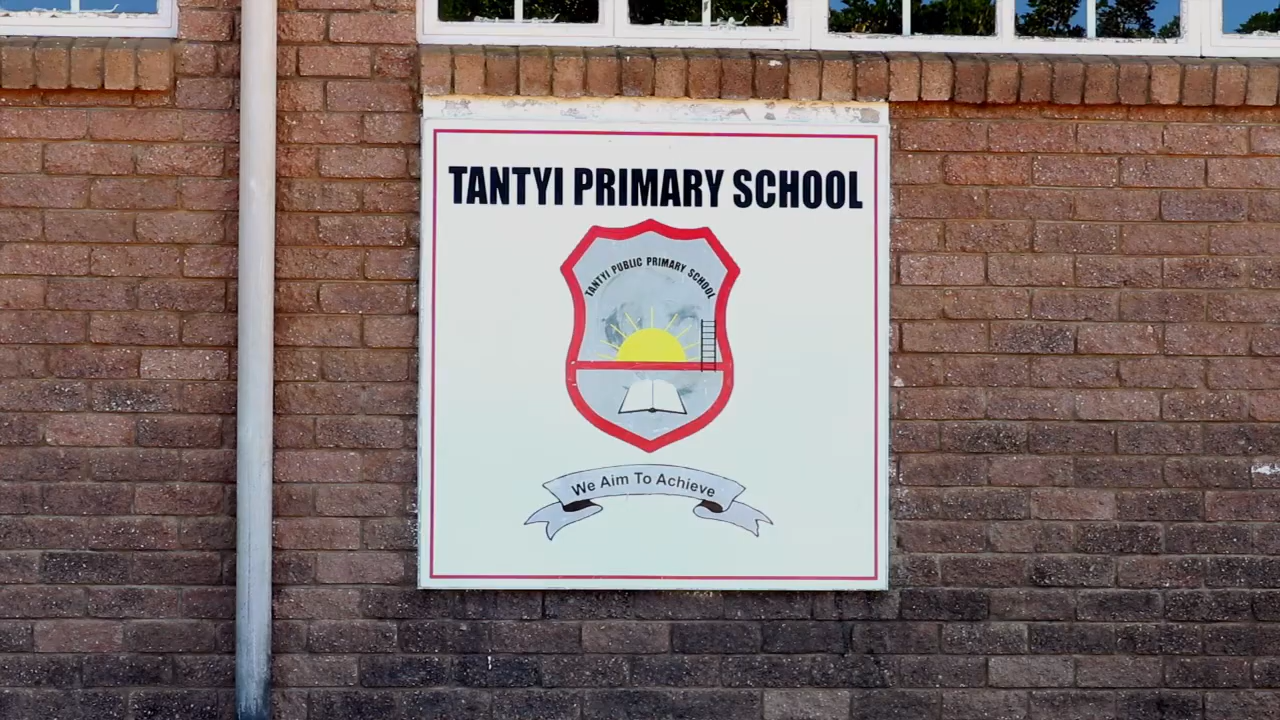 TANTYI PRIMARY SCHOOL
TANTYI PUBLIC PRIMARY SCHOOL
We Aim To Achieve